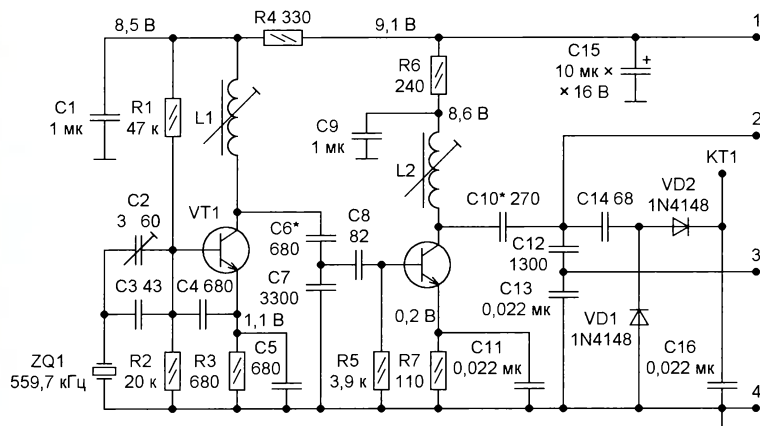 8,5 В
R4 330
9,1 В
1
C1
1 мк
R1
47 к
L1
R6
240
8,6 В
C15
10 мк ×
× 16 В
C9
1 мк
L2
2
КТ1
C2
3 60
VT1
C6*
680
C8
82
C10* 270
C14 68
VD2
1N4148
C12
1300
C3 43
C4 680
C7
3300
C13
0,022 мк
3
1,1 В
0,2 В
VD1
1N4148
ZQ1
559,7 кГц
R2
20 к
R3
680
C5
680
R5
3,9 к
R7
110
C11
0,022 мк
C16
0,022 мк
4